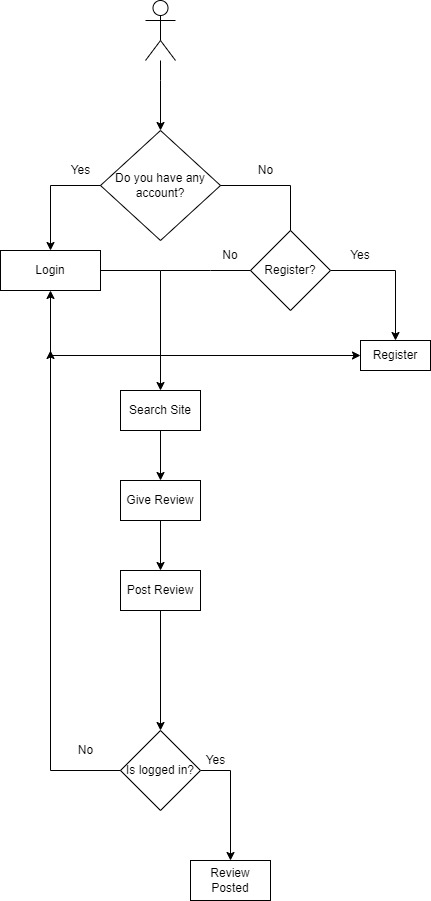 Do you have any
account?
Yes
No
Login
No
Register?
Yes
Register
Search Site
Give Review
Post Review
No
Is logged in?
Yes
Review
Posted